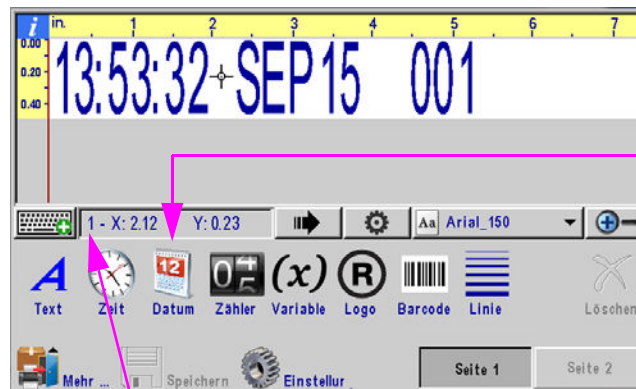 i in. 1 2 3 4 5 6 7
0.00
0.20
0.40
13:53:32 SEP15 001
1 - X: 2.12 Y: 0.23 Aa Arial_150
A 12 (x) R
Text Zeit Datum Zähler Variable Logo Barcode Linie Löschen
Mehr ... Speichern Einstellur Seite 1 Seite 2